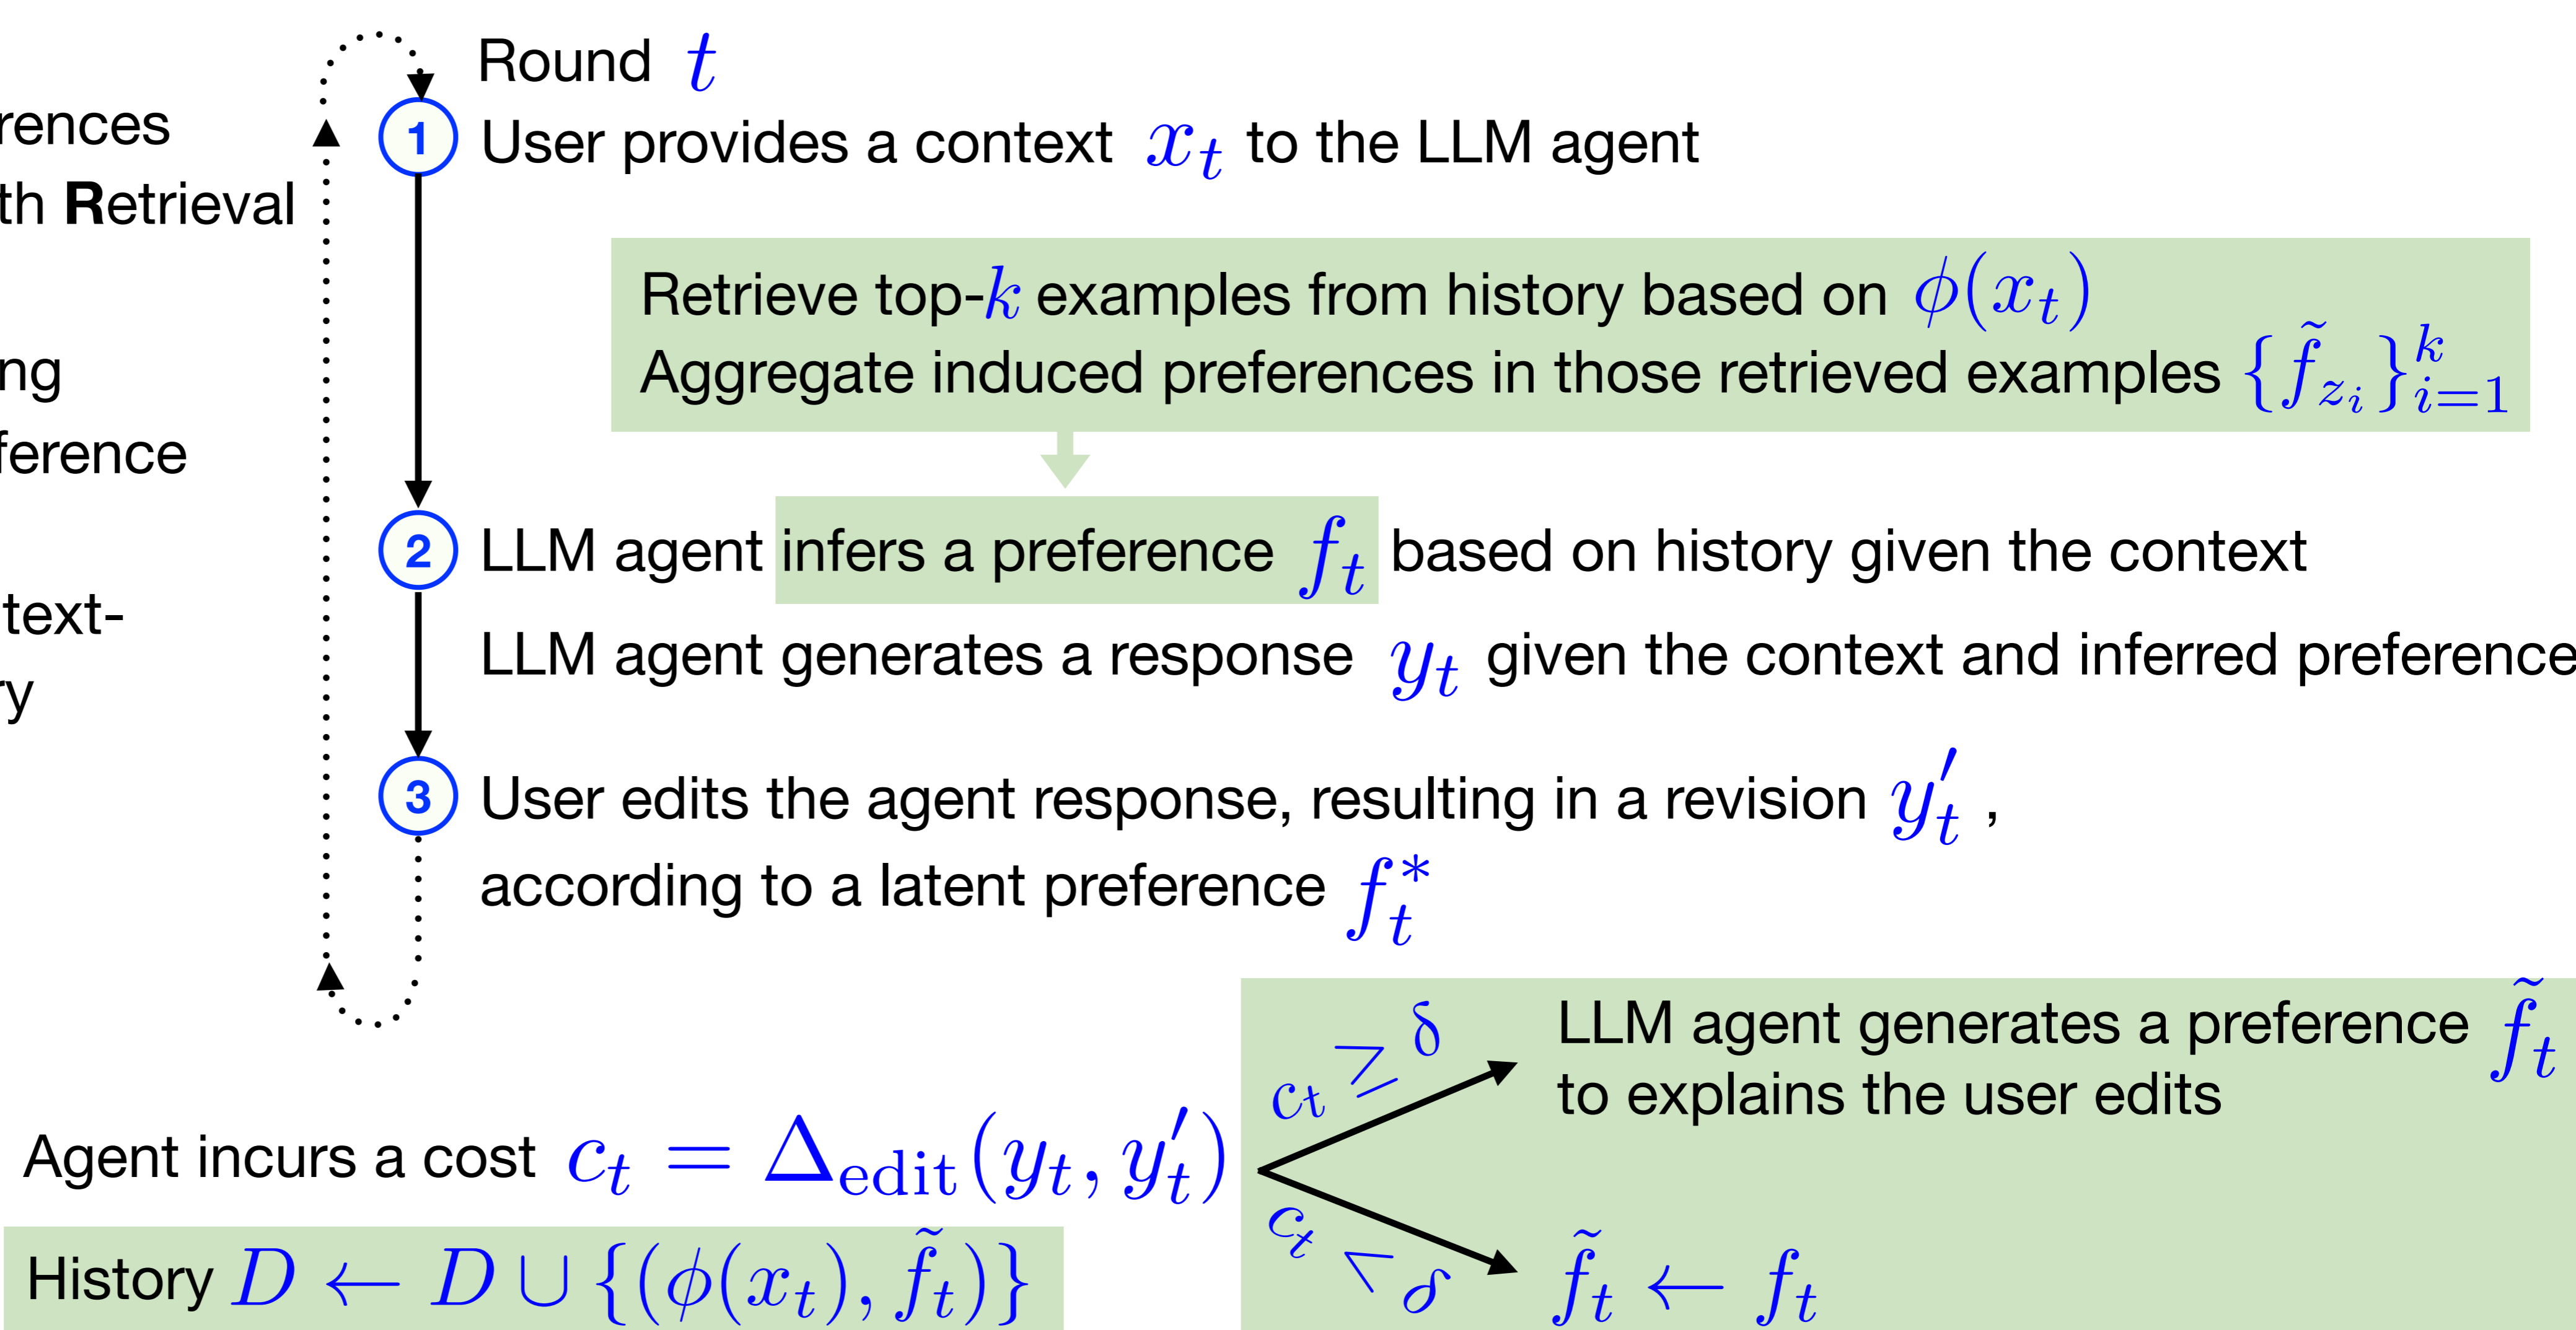 rences
th Retrieval
ng
ference
text-
ry
Round t
1 User provides a context x_t to the LLM agent
Retrieve top-k examples from history based on ϕ(x_t)
Aggregate induced preferences in those retrieved examples {f̃_{z_i}}_{i=1}^k
2 LLM agent infers a preference f_t based on history given the context
LLM agent generates a response y_t given the context and inferred preference
3 User edits the agent response, resulting in a revision y'_t ,
according to a latent preference f_t^*
c_t ≥ δ
LLM agent generates a preference f̃_t
to explains the user edits
Agent incurs a cost c_t = Δ_edit(y_t, y'_t)
c_t < δ
f̃_t ← f_t
History D ← D ∪ {(ϕ(x_t), f̃_t)}